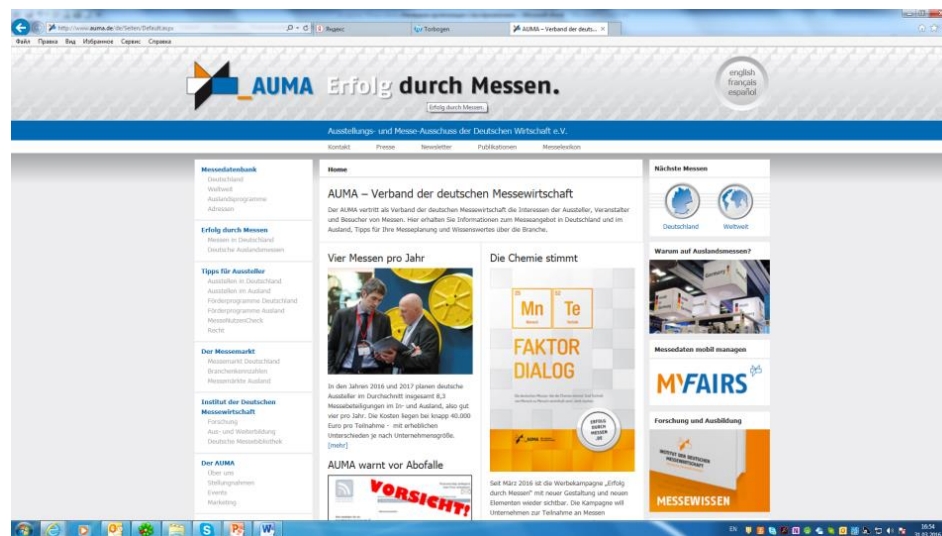 http://www.auma.de/de/Seiten/Default.aspx
Яндекс
Torbogen
AUMA – Verband der deuts...
Файл Правка Вид Избранное Сервис Справка
AUMA Erfolg durch Messen.
Erfolg durch Messen.
english
français
español
Ausstellungs- und Messe-Ausschuss der Deutschen Wirtschaft e.V.
Kontakt Presse Newsletter Publikationen Messelexikon
Messedatenbank
Deutschland
Weltweit
Auslandsprogramme
Adressen
Erfolg durch Messen
Messen in Deutschland
Deutsche Auslandsmessen
Tipps für Aussteller
Ausstellen in Deutschland
Ausstellen im Ausland
Förderprogramme Deutschland
Förderprogramme Ausland
MesseNutzenCheck
Recht
Der Messemarkt
Messemarkt Deutschland
Branchenkennzahlen
Messemärkte Ausland
Institut der Deutschen
Messewirtschaft
Forschung
Aus- und Weiterbildung
Deutsche Messebibliothek
Der AUMA
Über uns
Stellungnahmen
Events
Marketing
Home
AUMA – Verband der deutschen Messewirtschaft
Der AUMA vertritt als Verband der deutschen Messewirtschaft die Interessen der Aussteller, Veranstalter
und Besucher von Messen. Hier erhalten Sie Informationen zum Messeangebot in Deutschland und im
Ausland, Tipps für Ihre Messeplanung und Wissenswertes über die Branche.
Vier Messen pro Jahr
In den Jahren 2016 und 2017 planen deutsche
Aussteller im Durchschnitt insgesamt 8,3
Messebeteiligungen im In- und Ausland, also gut
vier pro Jahr. Die Kosten liegen bei knapp 40.000
Euro pro Teilnahme - mit erheblichen
Unterschieden je nach Unternehmensgröße.
[mehr]
AUMA warnt vor Abofalle
VORSICHT!
Die Chemie stimmt
Mn Te
FAKTOR
DIALOG
ERFOLG
DURCH
MESSEN
.DE
Seit März 2016 ist die Werbekampagne „Erfolg
durch Messen" mit neuer Gestaltung und neuen
Elementen wieder sichtbar. Die Kampagne will
Unternehmen zur Teilnahme an Messen
Nächste Messen
Deutschland Weltweit
Warum auf Auslandsmessen?
Messedaten mobil managen
MYFAIRS
Forschung und Ausbildung
INSTITUT DER DEUTSCHEN
MESSEWIRTSCHAFT
MESSEWISSEN
EN
16:54
31.03.2016